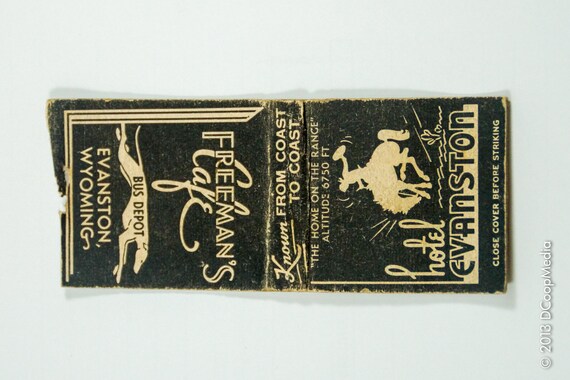 FREEMAN'S
Cafe
BUS DEPOT
EVANSTON
WYOMING
Known FROM COAST
TO COAST
"THE HOME ON THE RANGE"
ALTITUDE 6750 FT
hotel
EVANSTON
CLOSE COVER BEFORE STRIKING
© 2013 DCoopMedia